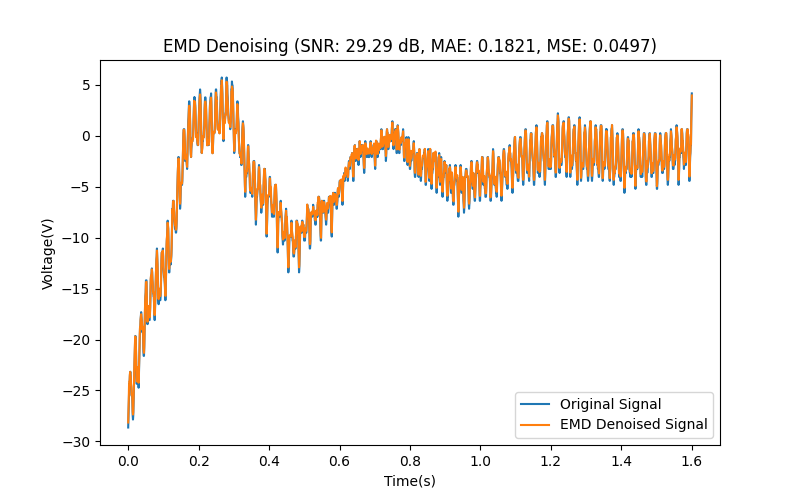 EMD Denoising (SNR: 29.29 dB, MAE: 0.1821, MSE: 0.0497)
5
0
−5
−10
−15
−20
−25
−30
Voltage(V)
0.0 0.2 0.4 0.6 0.8 1.0 1.2 1.4 1.6
Time(s)
Original Signal
EMD Denoised Signal